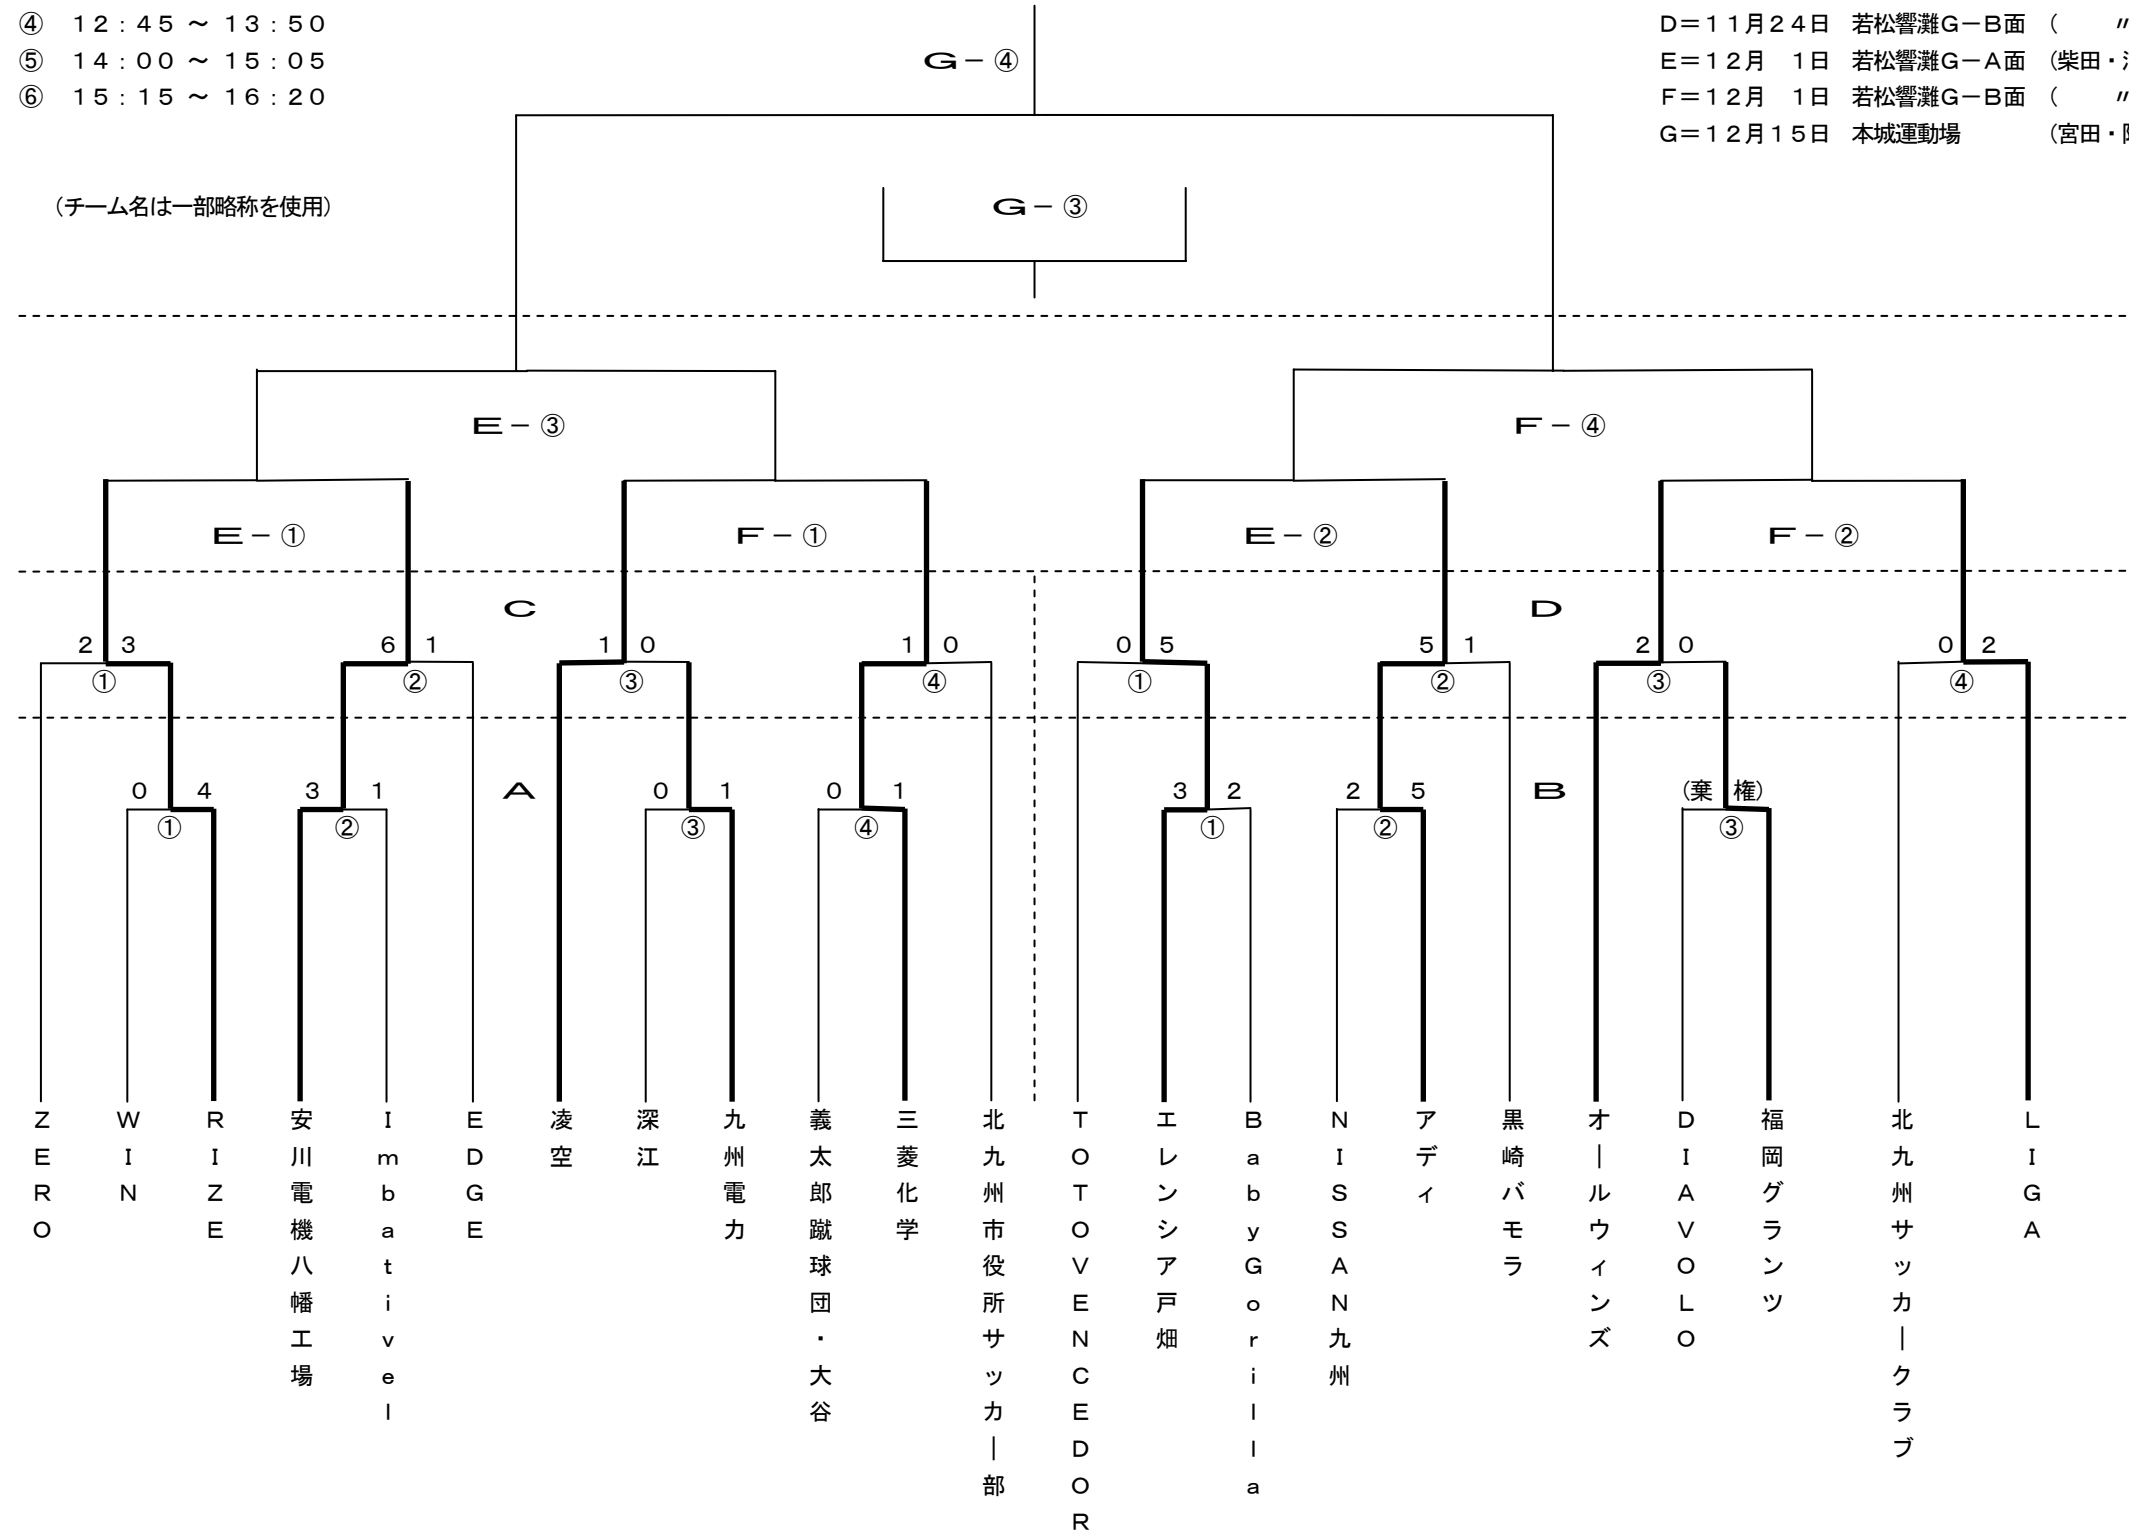 ④　１２：４５ ～ １３：５０
⑤　１４：００ ～ １５：０５
⑥　１５：１５ ～ １６：２０
（チーム名は一部略称を使用）
Ｄ＝１１月２４日　若松響灘Ｇ－Ｂ面　（　　〃
Ｅ＝１２月　１日　若松響灘Ｇ－Ａ面　（柴田・
Ｆ＝１２月　１日　若松響灘Ｇ－Ｂ面　（　　〃
Ｇ＝１２月１５日　本城運動場　　　　（宮田・
Ｇ－④
Ｇ－③
Ｅ－③　Ｆ－④
Ｅ－①　Ｆ－①　Ｅ－②　Ｆ－②
Ｃ　Ｄ
２ ３　６ １　１ ０　１ ０　０ ５　５ １　２ ０　０ ２
①　②　③　④　①　②　③　④
０ ４　３ １　Ａ　０ １　０ １　３ ２　２ ５　Ｂ　（棄 権）
①　②　③　④　①　②　③
ＺＥＲＯ
ＷＩＮ
ＲＩＺＥ
安川電機八幡工場
Ｉｍｂａｔｉｖｅｌ
ＥＤＧＥ
凌空
深江
九州電力
義太郎蹴球団・大谷
三菱化学
北九州市役所サッカー部
ＴＯＴＯＶＥＮＣＥＤＯＲ
エレンシア戸畑
ＢａｂｙＧｏｒｉｌｌａ
ＮＩＳＳＡＮ九州
アディ
黒崎バモラ
オールウィンズ
ＤＩＡＶＯＬＯ
福岡グランツ
北九州サッカークラブ
ＬＩＧＡ